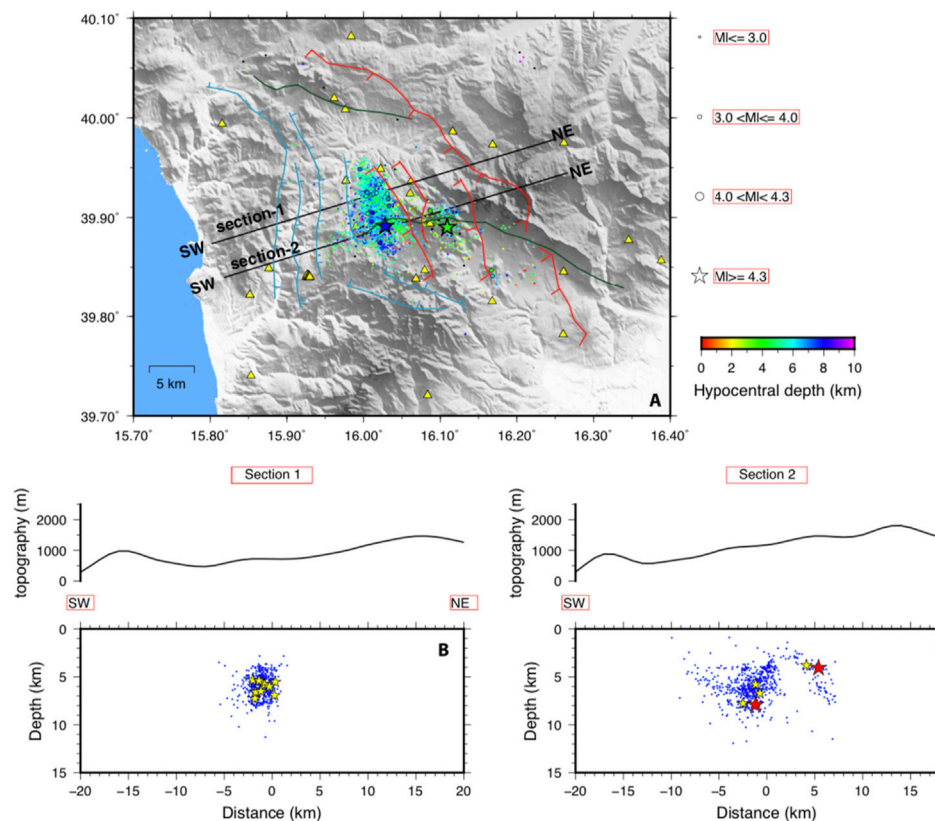 40.10˚
40.00˚
39.90˚
39.80˚
39.70˚
15.70˚
15.80˚
15.90˚
16.00˚
16.10˚
16.20˚
16.30˚
16.40˚
NE
NE
section-1
SW
section-2
SW
5 km
A
Ml<= 3.0
3.0 <Ml<= 4.0
4.0 <Ml< 4.3
Ml>= 4.3
0 2 4 6 8 10
Hypocentral depth (km)
Section 1
topography (m)
2000
1000
0
SW
NE
B
Depth (km)
0
5
10
15
−20 −15 −10 −5 0 5 10 15 20
Distance (km)
Section 2
topography (m)
2000
1000
0
SW
Depth (km)
0
5
10
15
−20 −15 −10 −5 0 5 10 15
Distance (km)